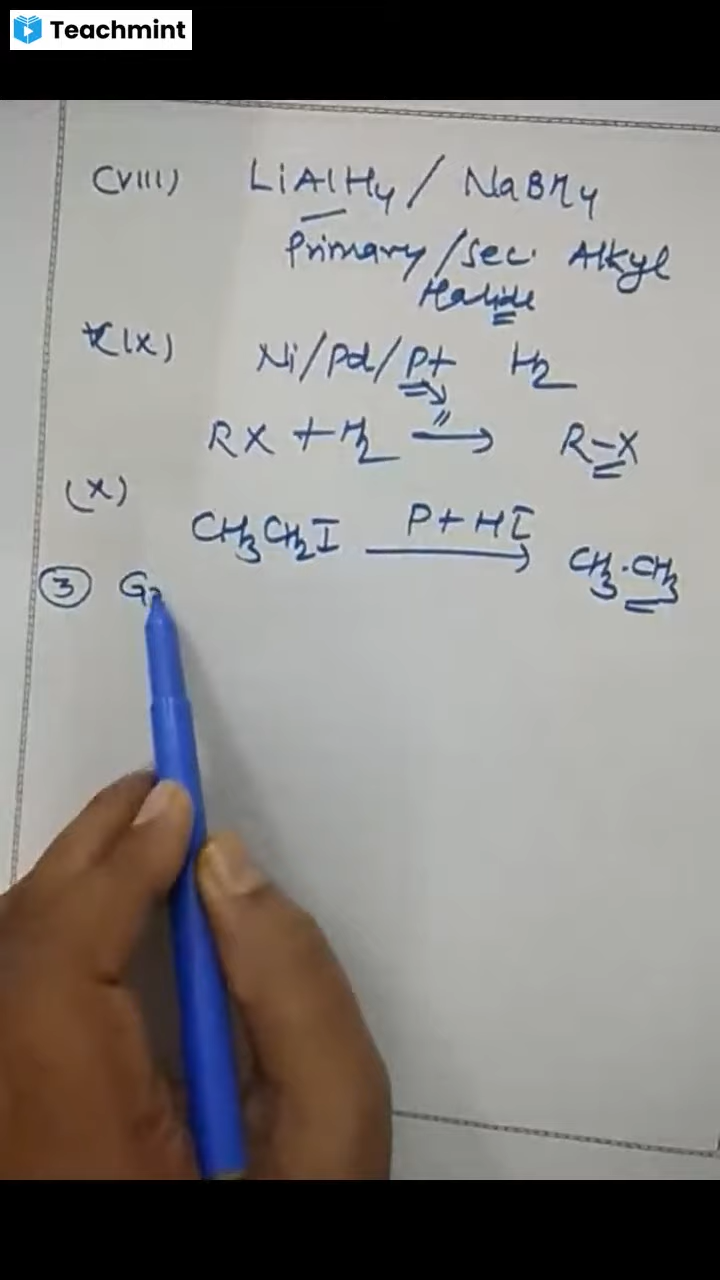 Teachmint
(VIII) LiAlH4 / NaBH4
Primary / Sec. Alkyl
Halide
(IX) Ni/Pd/Pt H2
RX + H2 → R-X
(X)
CH3CH2I P+HI → CH3.CH3
③ Gr